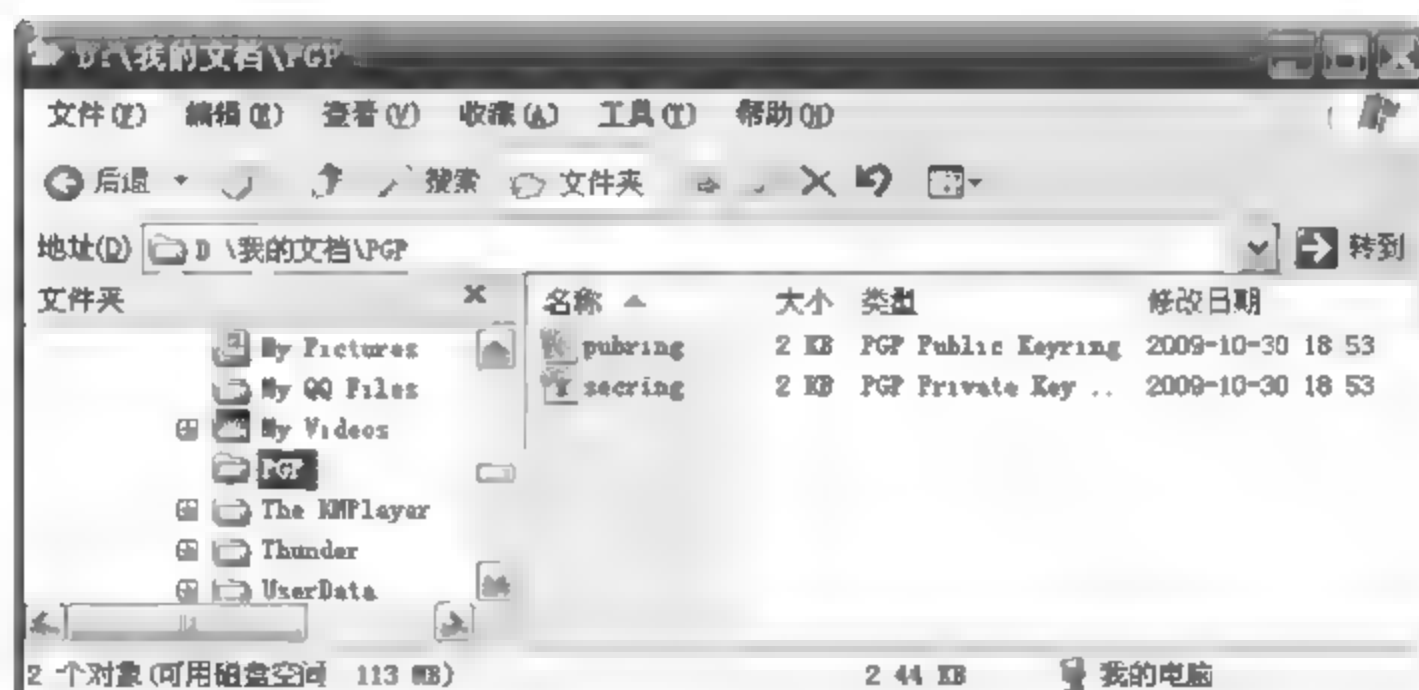 D:\我的文档\PGP
文件(F) 编辑(E) 查看(V) 收藏(A) 工具(T) 帮助(H)
后退 搜索 文件夹
地址(D) D \我的文档\PGP 转到
文件夹 名称 大小 类型 修改日期
My Pictures
My QQ Files
My Videos
PGP
The KMPlayer
Thunder
UserData
pubring 2 KB PGP Public Keyring 2009-10-30 18 53
secring 2 KB PGP Private Key .. 2009-10-30 18 53
2 个对象(可用磁盘空间 113 MB) 2 44 KB 我的电脑